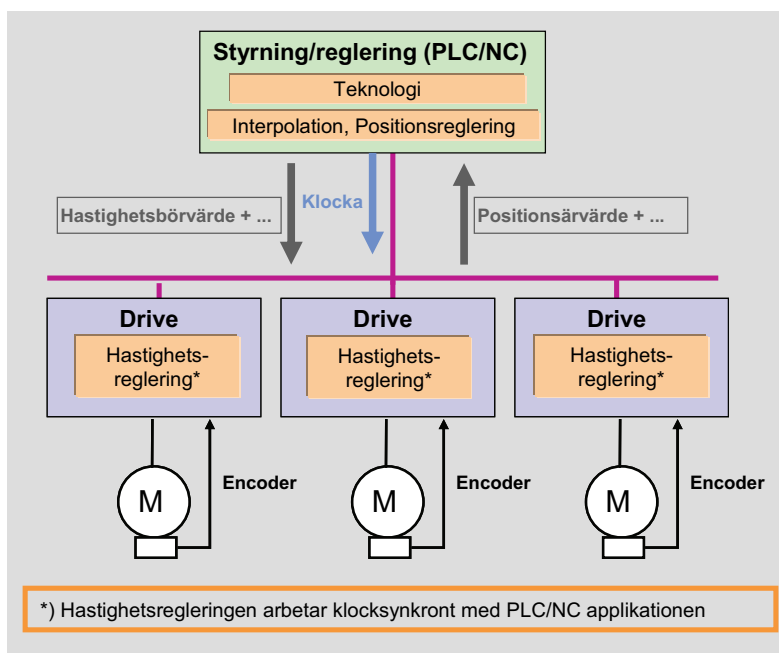 Styrning/reglering (PLC/NC)
Teknologi
Interpolation, Positionsreglering
Hastighetsbörvärde + ...
Klocka
Positionsärvärde + ...
Drive
Hastighets-
reglering*
Drive
Hastighets-
reglering*
Drive
Hastighets-
reglering*
M
Encoder
M
Encoder
M
Encoder
*) Hastighetsregleringen arbetar klocksynkront med PLC/NC applikationen